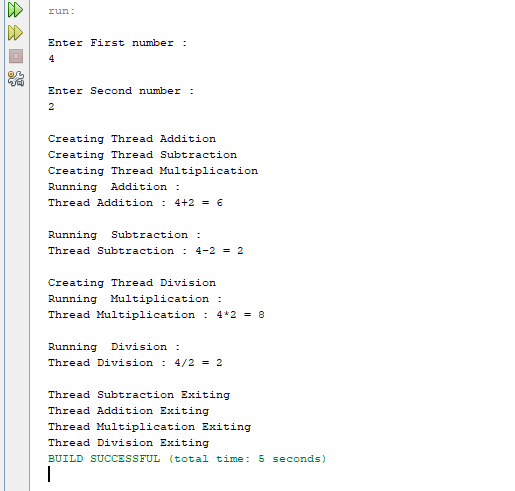 run:
Enter First number :
4
Enter Second number :
2
Creating Thread Addition
Creating Thread Subtraction
Creating Thread Multiplication
Running  Addition :
Thread Addition : 4+2 = 6
Running  Subtraction :
Thread Subtraction : 4-2 = 2
Creating Thread Division
Running  Multiplication :
Thread Multiplication : 4*2 = 8
Running  Division :
Thread Division : 4/2 = 2
Thread Subtraction Exiting
Thread Addition Exiting
Thread Multiplication Exiting
Thread Division Exiting
BUILD SUCCESSFUL (total time: 5 seconds)